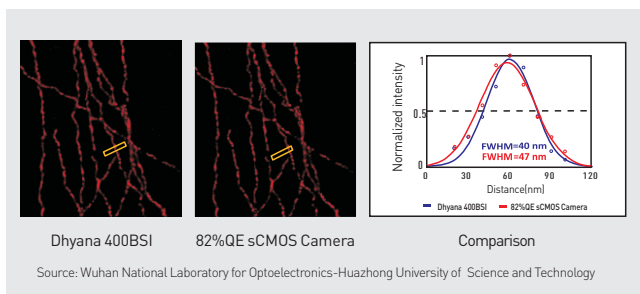 Normalized intensity
1
0.5
0
FWHM=40 nm
FWHM=47 nm
0 30 60 90 120
Distance[nm]
Dhyana 400BSI 82%QE sCMOS Camera
Dhyana 400BSI 82%QE sCMOS Camera Comparison
Source: Wuhan National Laboratory for Optoelectronics-Huazhong University of Science and Technology